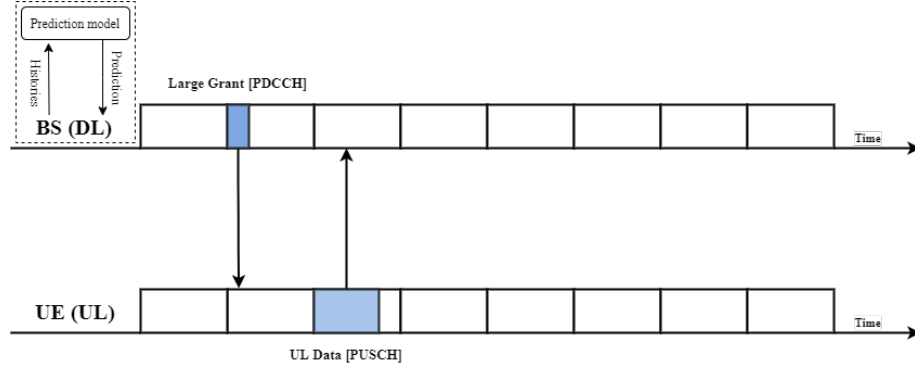 Prediction model
Histories
Prediction
BS (DL)
Large Grant [PDCCH]
Time
UE (UL)
Time
UL Data [PUSCH]